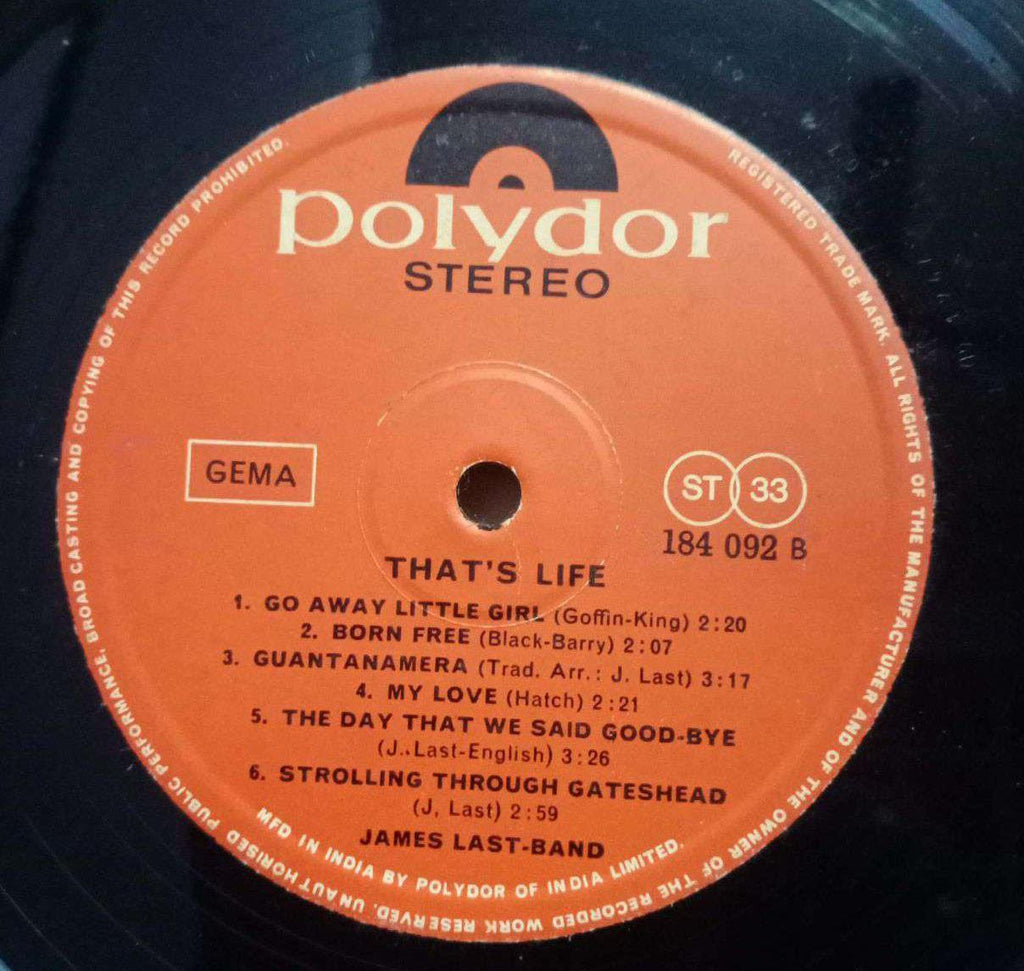 polydor
STEREO
GEMA
ST 33
184 092 B
THAT'S LIFE
1. GO AWAY LITTLE GIRL (Goffin-King) 2:20
2. BORN FREE (Black-Barry) 2:07
3. GUANTANAMERA (Trad. Arr.: J. Last) 3:17
4. MY LOVE (Hatch) 2:21
5. THE DAY THAT WE SAID GOOD-BYE
(J..Last-English) 3:26
6. STROLLING THROUGH GATESHEAD
(J, Last) 2:59
JAMES LAST-BAND
MFD IN INDIA BY POLYDOR OF INDIA LIMITED.
REGISTERED TRADE MARK. ALL RIGHTS OF THE MANUFACTURER AND OF THE OWNER OF THE RECORDED WORK RESERVED. UNAUTHORISED PUBLIC PERFORMANCE, BROADCASTING AND COPYING OF THIS RECORD PROHIBITED.